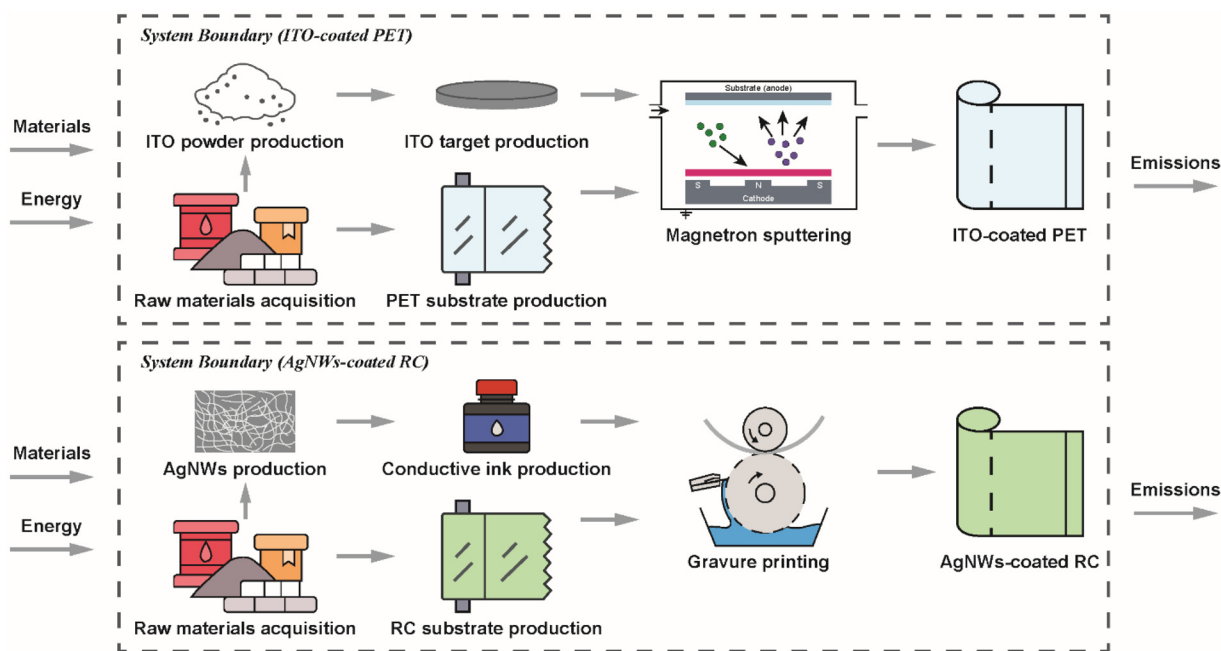 System Boundary (ITO-coated PET)
Materials
Energy
ITO powder production
ITO target production
Substrate (anode)
S
N
S
Cathode
Magnetron sputtering
ITO-coated PET
Emissions
Raw materials acquisition
PET substrate production
System Boundary (AgNWs-coated RC)
Materials
Energy
AgNWs production
Conductive ink production
Gravure printing
AgNWs-coated RC
Emissions
Raw materials acquisition
RC substrate production